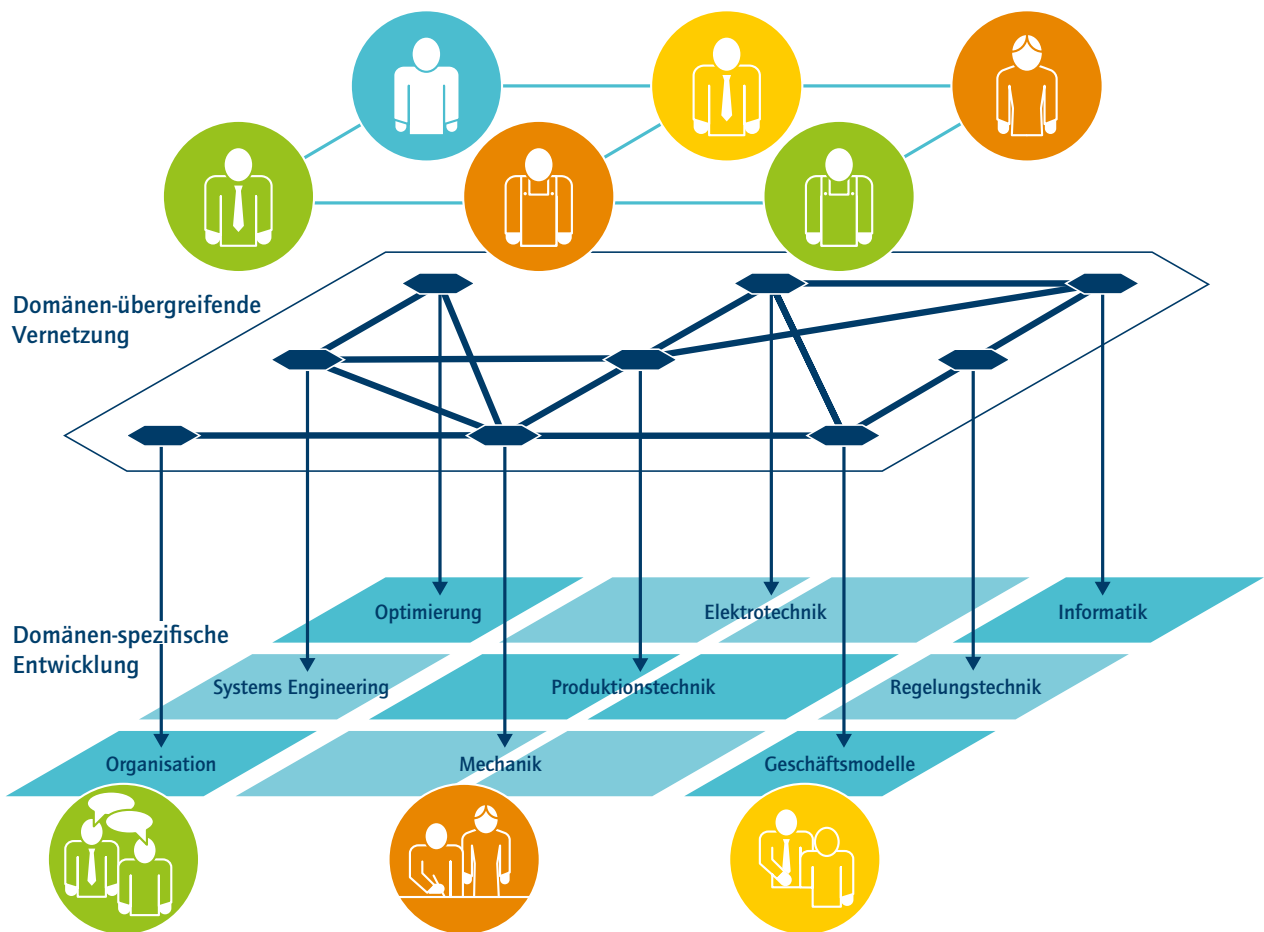 Domänen-übergreifende
Vernetzung
Optimierung
Elektrotechnik
Informatik
Domänen-spezifische
Entwicklung
Systems Engineering
Produktionstechnik
Regelungstechnik
Organisation
Mechanik
Geschäftsmodelle